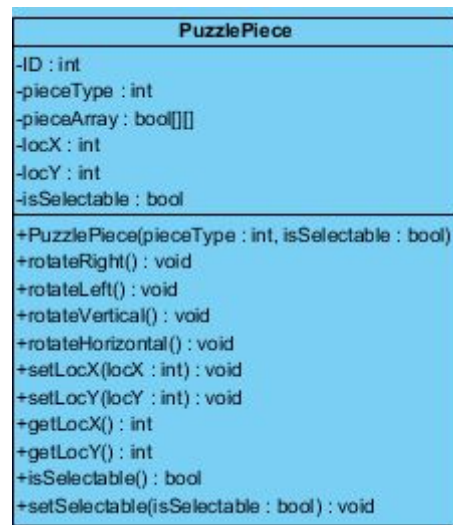 PuzzlePiece
-ID : int
-pieceType : int
-pieceArray : bool[][]
-locX : int
-locY : int
-isSelectable : bool
+PuzzlePiece(pieceType : int, isSelectable : bool)
+rotateRight() : void
+rotateLeft() : void
+rotateVertical() : void
+rotateHorizontal() : void
+setLocX(locX : int) : void
+setLocY(locY : int) : void
+getLocX() : int
+getLocY() : int
+isSelectable() : bool
+setSelectable(isSelectable : bool) : void